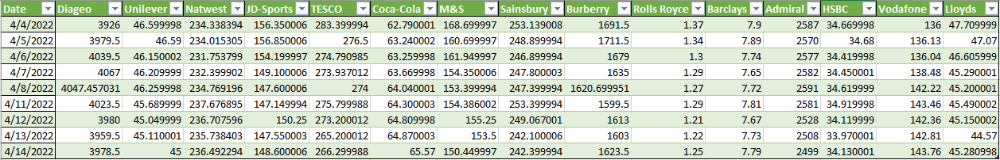 Date Diageo Unilever Natwest JD-Sports TESCO Coca-Cola M&S Sainsbury Burberry Rolls Royce Barclays Admiral HSBC Vodafone Lloyds
4/4/2022 3926 46.599998 234.338394 156.350006 283.399994 62.790001 168.699997 253.139008 1691.5 1.37 7.9 2587 34.669998 136 47.709999
4/5/2022 3979.5 46.59 234.015305 156.850006 276.5 63.240002 160.699997 248.899994 1711.5 1.34 7.89 2570 34.68 136.13 47.07
4/6/2022 4039.5 46.150002 231.753799 154.199997 274.790985 63.259998 161.949997 246.899994 1679 1.3 7.74 2577 34.419998 136.04 46.605999
4/7/2022 4067 46.209999 232.399902 149.100006 273.937012 63.669998 154.350006 247.800003 1635 1.29 7.65 2582 34.450001 138.48 45.290001
4/8/2022 4047.457031 46.259998 234.769196 147.600006 274 64.040001 153.399994 247.399994 1620.699951 1.27 7.72 2591 34.619999 142.22 45.200001
4/11/2022 4023.5 45.689999 237.676895 147.149994 275.799988 64.300003 154.386002 253.399994 1599.5 1.29 7.81 2581 34.919998 143.46 45.490002
4/12/2022 3980 45.049999 236.707596 150.25 273.200012 64.809998 155.25 249.067001 1613 1.21 7.67 2528 34.119999 142.36 45.150002
4/13/2022 3959.5 45.110001 235.738403 147.550003 265.200012 64.870003 153.5 242.100006 1603 1.22 7.73 2508 33.970001 142.81 44.57
4/14/2022 3978.5 45 236.492294 148.600006 266.299988 65.57 150.449997 242.399994 1623.5 1.25 7.79 2499 34.130001 143.76 45.280998